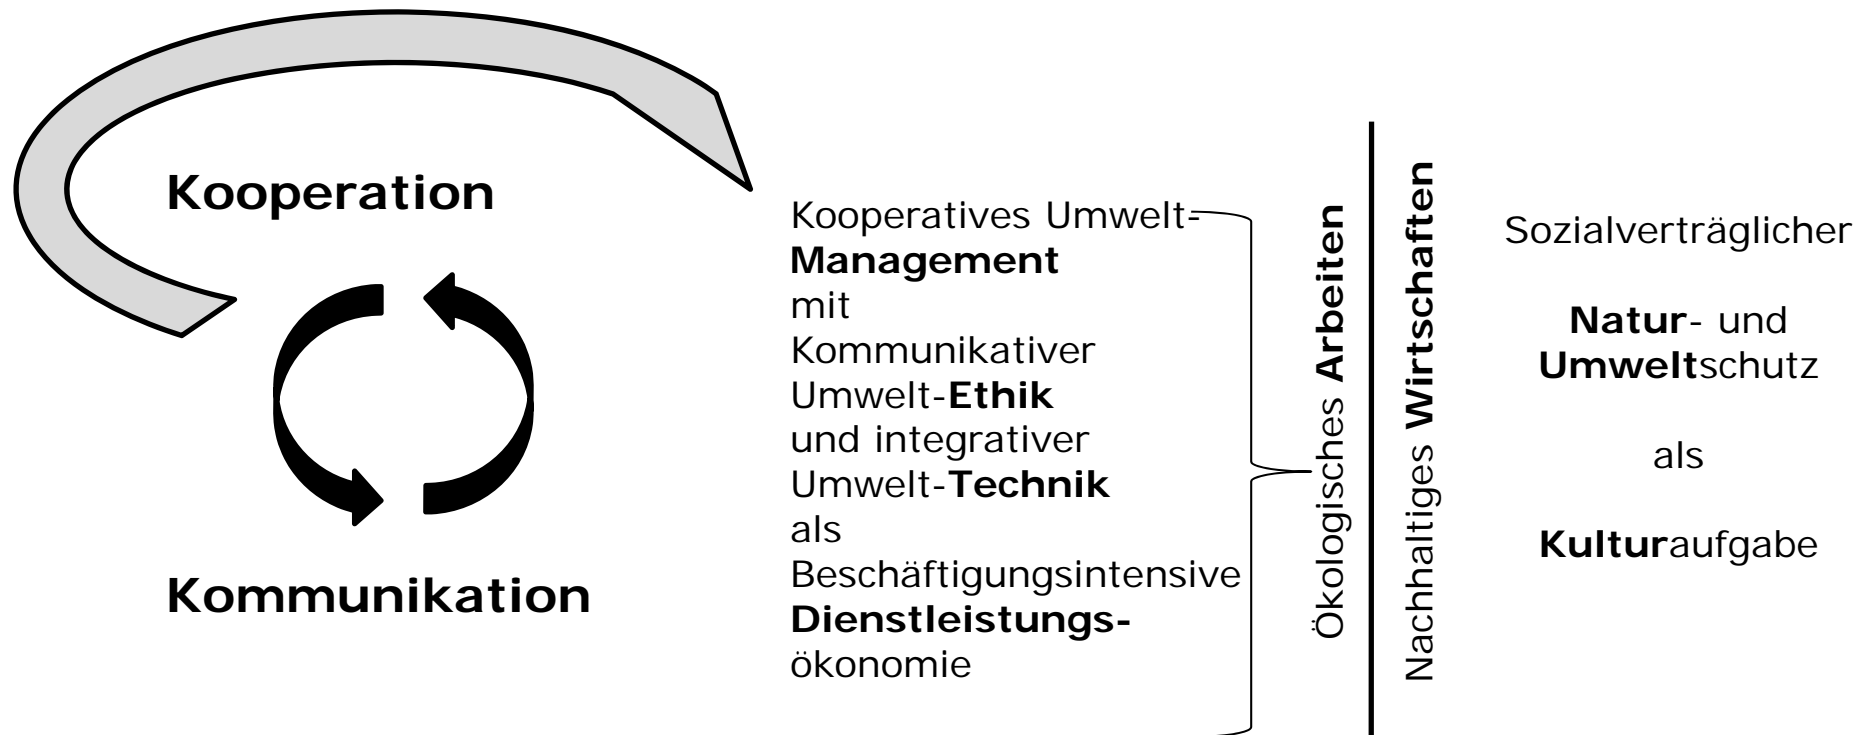 Kooperation
Kommunikation
Kooperatives Umwelt-
Management
mit
Kommunikativer
Umwelt-Ethik
und integrativer
Umwelt-Technik
als
Beschäftigungsintensive
Dienstleistungs-
ökonomie
Ökologisches Arbeiten
Nachhaltiges Wirtschaften
Sozialverträglicher
Natur- und
Umweltschutz
als
Kulturaufgabe